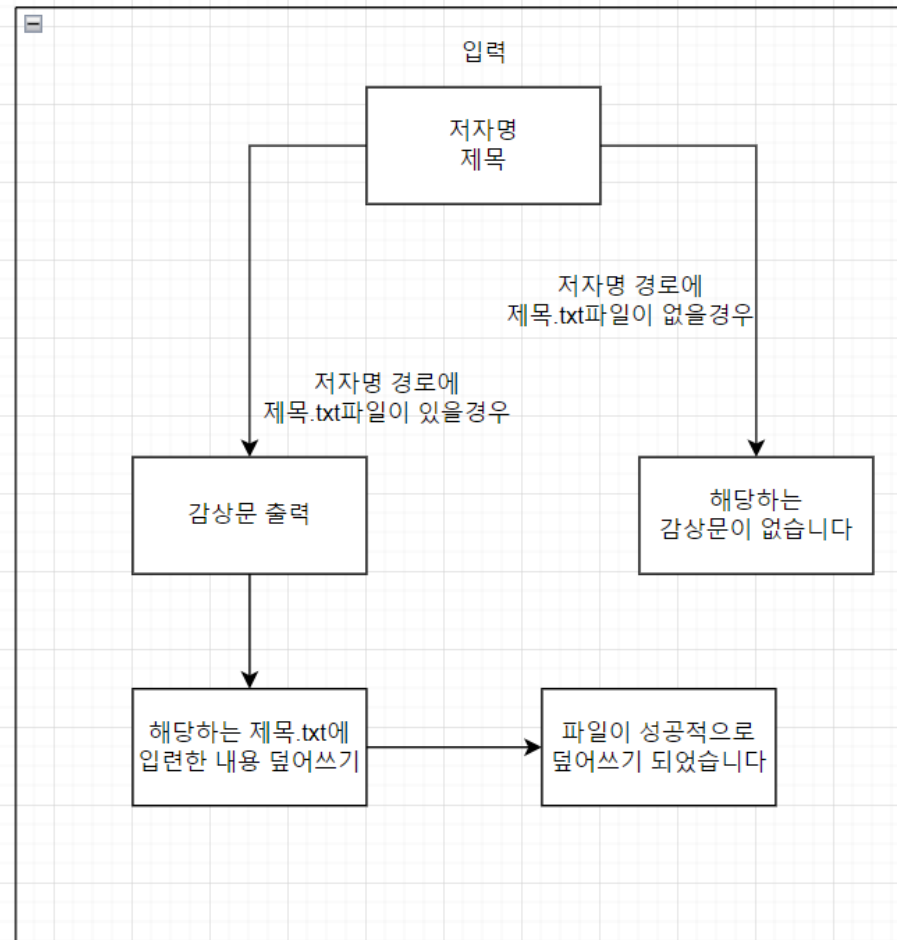 입력
저자명
제목
저자명 경로에
제목.txt파일이 없을경우
저자명 경로에
제목.txt파일이 있을경우
감상문 출력
해당하는
감상문이 없습니다
해당하는 제목.txt에
입련한 내용 덮어쓰기
파일이 성공적으로
덮어쓰기 되었습니다